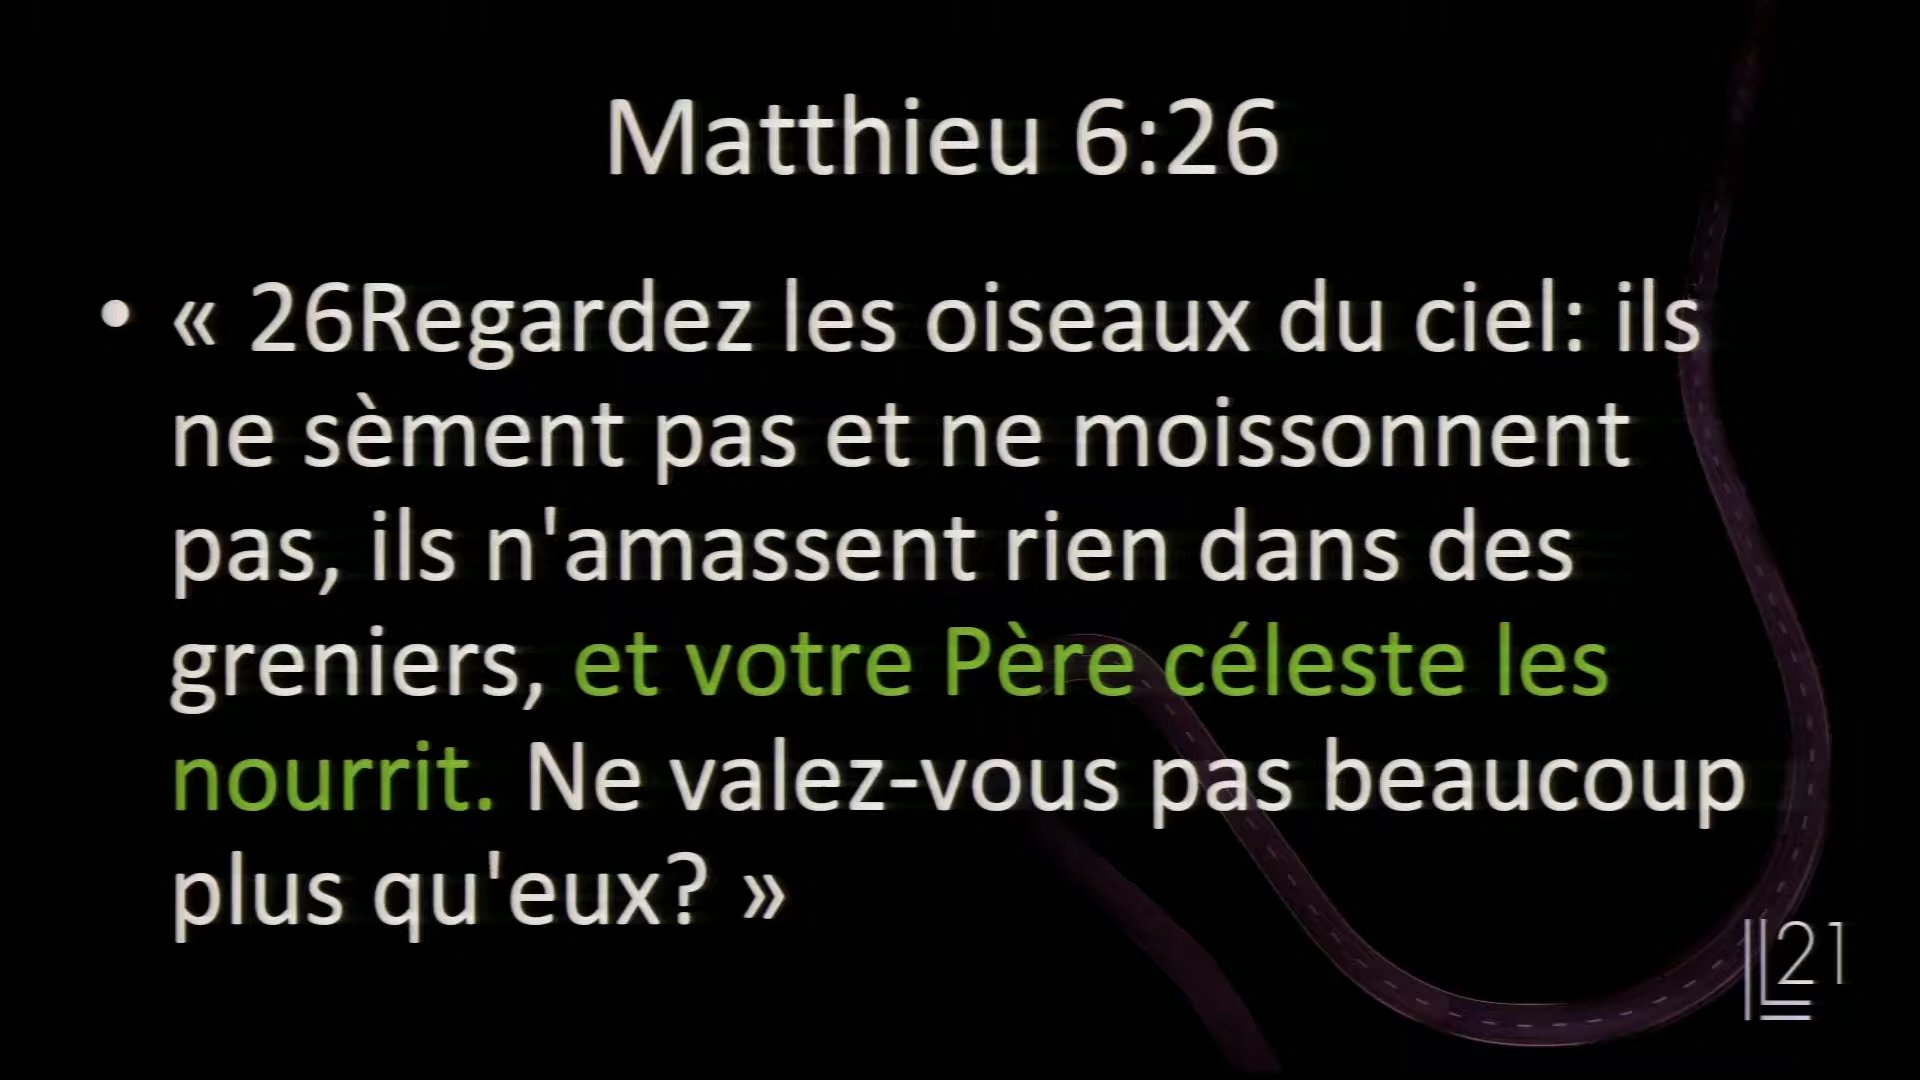 Matthieu 6:26
• « 26Regardez les oiseaux du ciel: ils
ne sèment pas et ne moissonnent
pas, ils n'amassent rien dans des
greniers, et votre Père céleste les
nourrit. Ne valez-vous pas beaucoup
plus qu'eux? »
L21